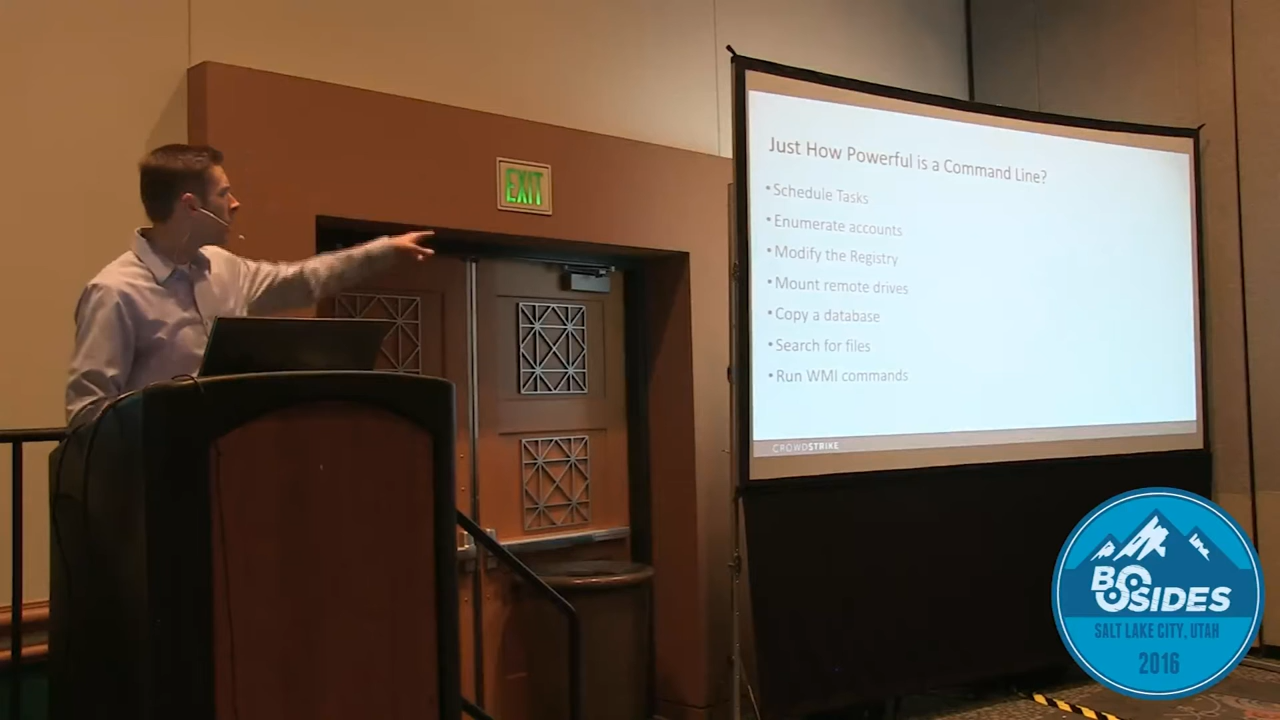 EXIT
Just How Powerful is a Command Line?
•Schedule Tasks
•Enumerate accounts
•Modify the Registry
•Mount remote drives
•Copy a database
•Search for files
•Run WMI commands
CROWDSTRIKE
BSIDES
SALT LAKE CITY, UTAH
2016